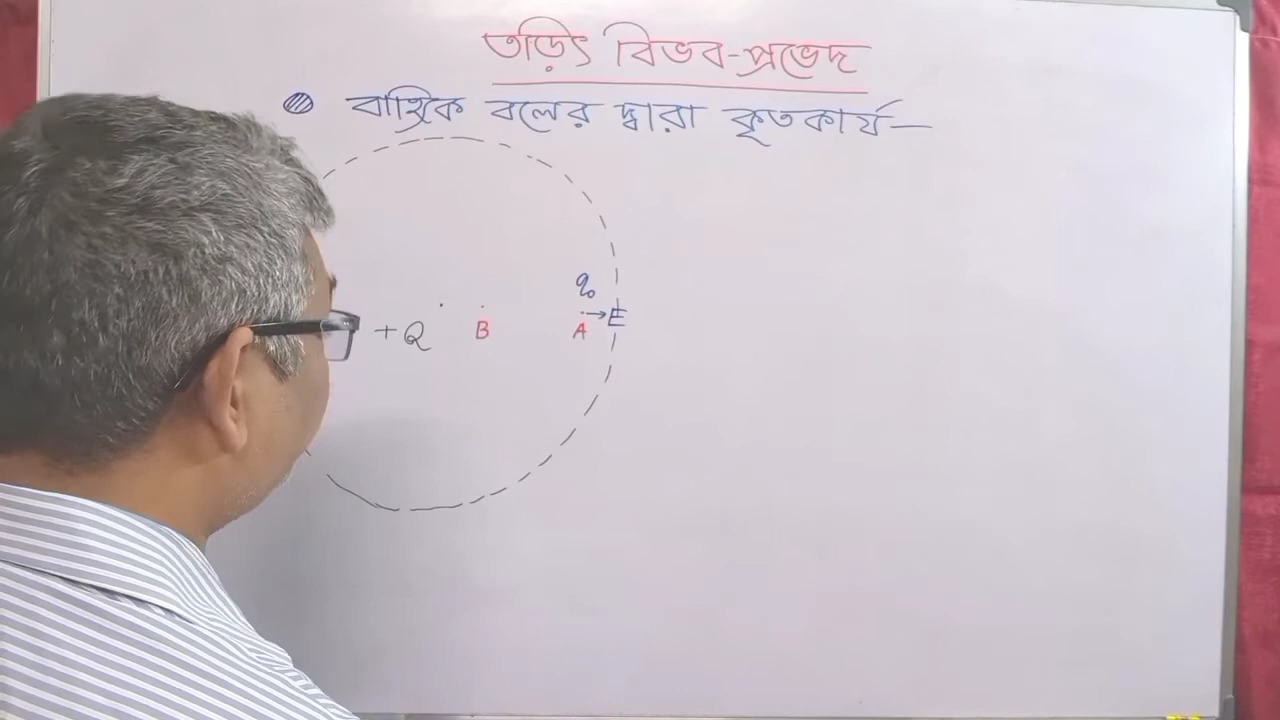 তড়িৎ বিভব-প্রভেদ
বাহ্যিক বলের দ্বারা কৃতকার্য—
q₀
+Q B A → E